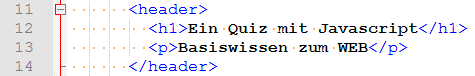 11 <header>
12 <h1>Ein Quiz mit Javascript</h1>
13 <p>Basiswissen zum WEB</p>
14 </header>